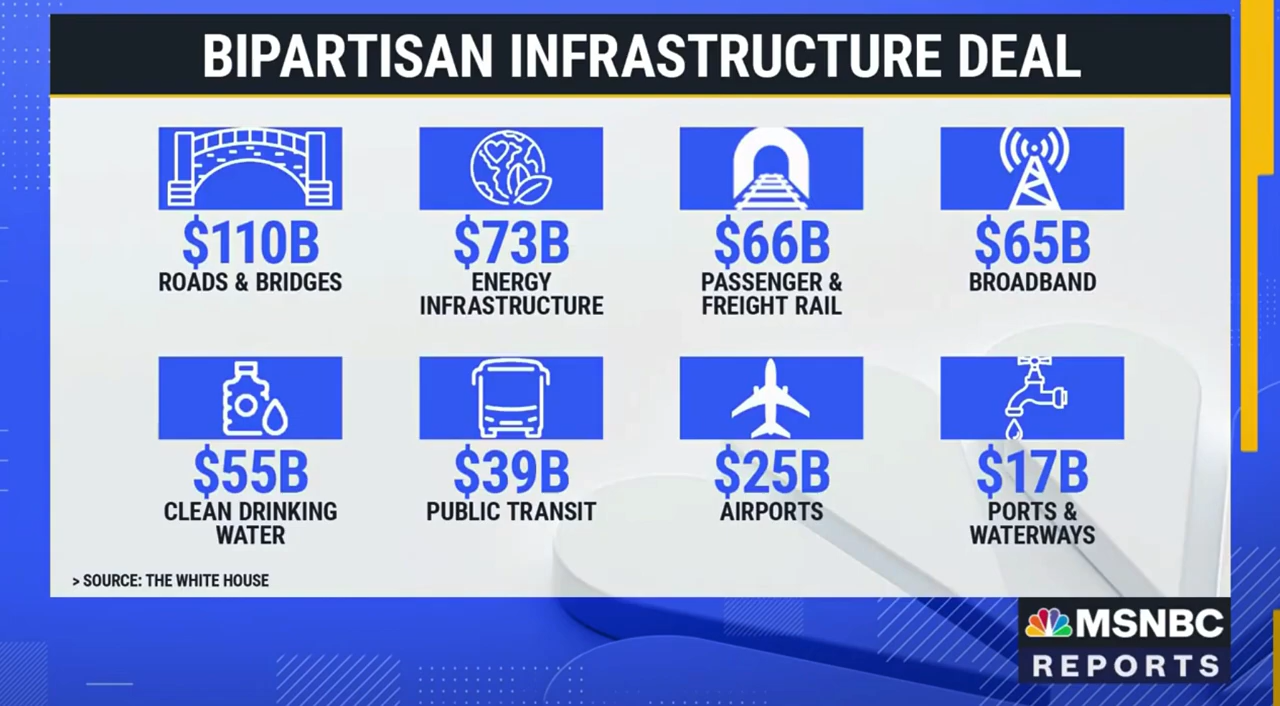 BIPARTISAN INFRASTRUCTURE DEAL
$110B
ROADS & BRIDGES
$73B
ENERGY
INFRASTRUCTURE
$66B
PASSENGER &
FREIGHT RAIL
$65B
BROADBAND
$55B
CLEAN DRINKING
WATER
$39B
PUBLIC TRANSIT
$25B
AIRPORTS
$17B
PORTS &
WATERWAYS
> SOURCE: THE WHITE HOUSE
MSNBC
REPORTS